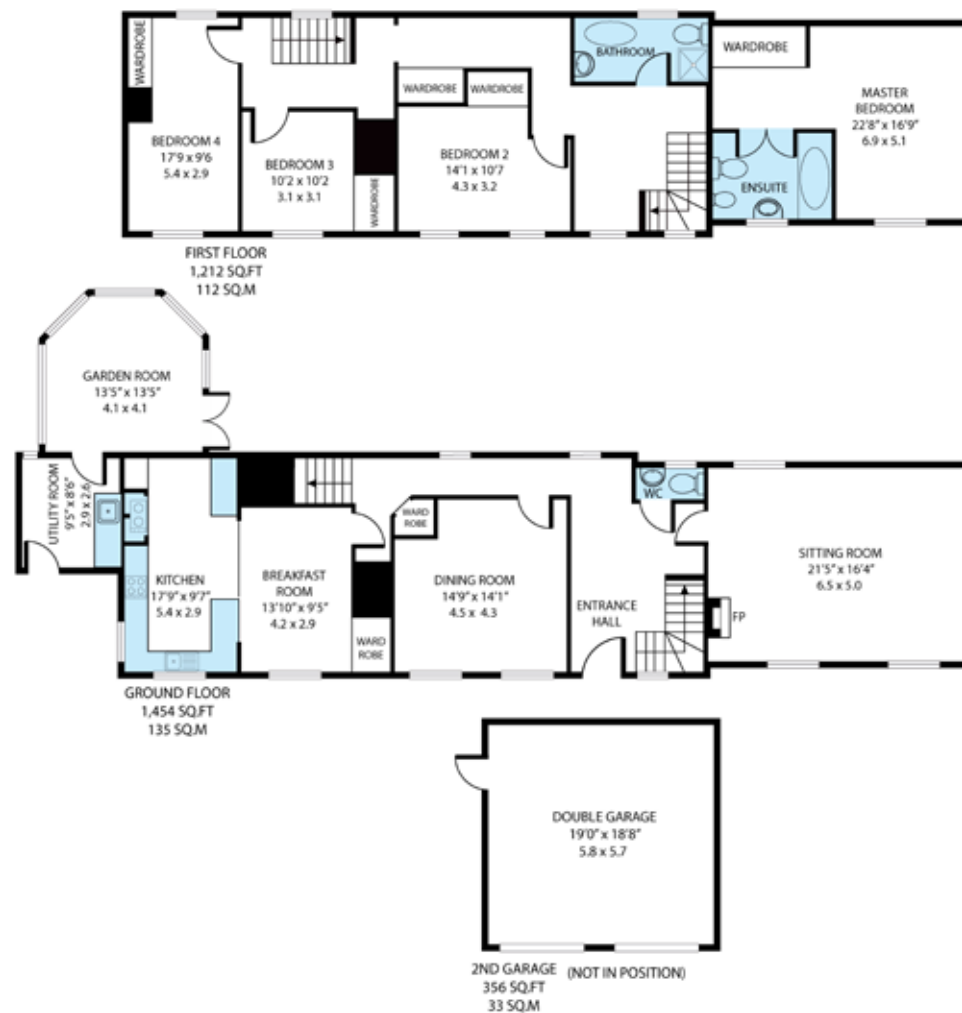 WARDROBE
BEDROOM 4
17'9 x 9'6
5.4 x 2.9
BEDROOM 3
10'2 x 10'2
3.1 x 3.1
WARDROBE
WARDROBE
WARDROBE
BEDROOM 2
14'1 x 10'7
4.3 x 3.2
BATHROOM
WARDROBE
MASTER
BEDROOM
22'8" x 16'9"
6.9 x 5.1
ENSUITE
FIRST FLOOR
1,212 SQ.FT
112 SQ.M
GARDEN ROOM
13'5" x 13'5"
4.1 x 4.1
UTILITY ROOM
9'5" x 8'6"
2.9 x 2.6
KITCHEN
17'9" x 9'7"
5.4 x 2.9
BREAKFAST
ROOM
13'10" x 9'5"
4.2 x 2.9
WARD
ROBE
WARD
ROBE
DINING ROOM
14'9" x 14'1"
4.5 x 4.3
ENTRANCE
HALL
WC
SITTING ROOM
21'5" x 16'4"
6.5 x 5.0
FP
GROUND FLOOR
1,454 SQ.FT
135 SQ.M
DOUBLE GARAGE
19'0" x 18'8"
5.8 x 5.7
2ND GARAGE (NOT IN POSITION)
356 SQ.FT
33 SQ.M